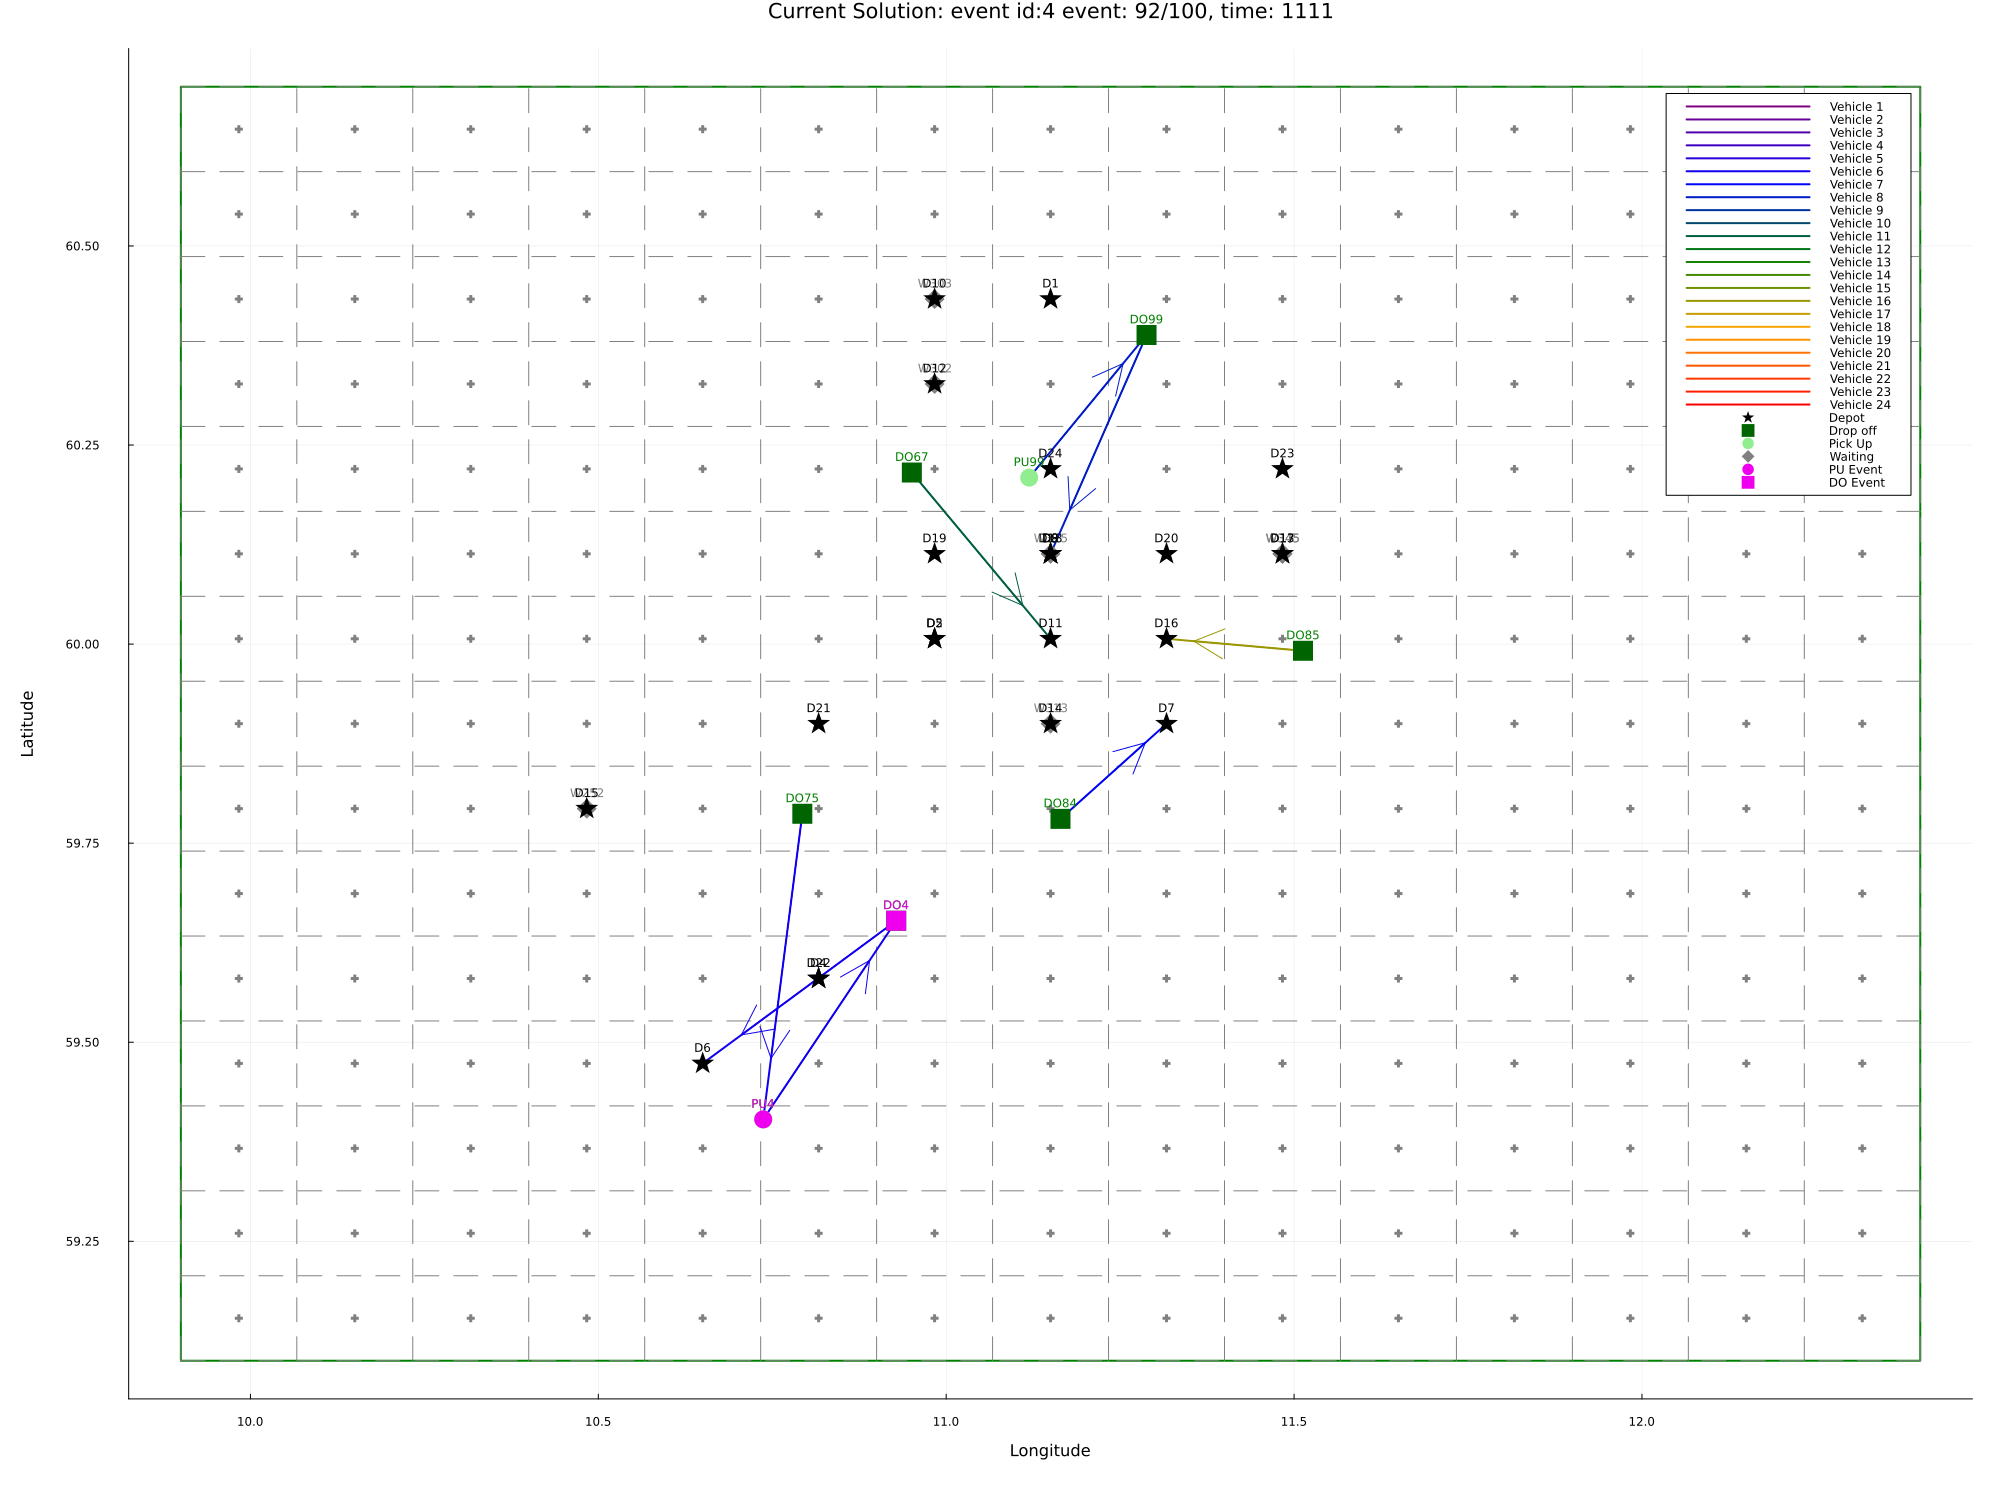 Current Solution: event id:4 event: 92/100, time: 1111
Vehicle 1
Vehicle 2
Vehicle 3
Vehicle 4
Vehicle 5
Vehicle 6
Vehicle 7
Vehicle 8
Vehicle 9
Vehicle 10
Vehicle 11
Vehicle 12
Vehicle 13
Vehicle 14
Vehicle 15
Vehicle 16
Vehicle 17
Vehicle 18
Vehicle 19
Vehicle 20
Vehicle 21
Vehicle 22
Vehicle 23
Vehicle 24
Depot
Drop off
Pick Up
Waiting
PU Event
DO Event
60.50
D10
D1
DO99
D12
60.25
DO67
PU99
D24
D23
D19
D20
60.00
D11
D16
DO85
D21
D14
D7
Latitude
D15
DO75
DO84
59.75
DO4
D22
59.50
D6
PU4
59.25
10.0
10.5
11.0
11.5
12.0
Longitude